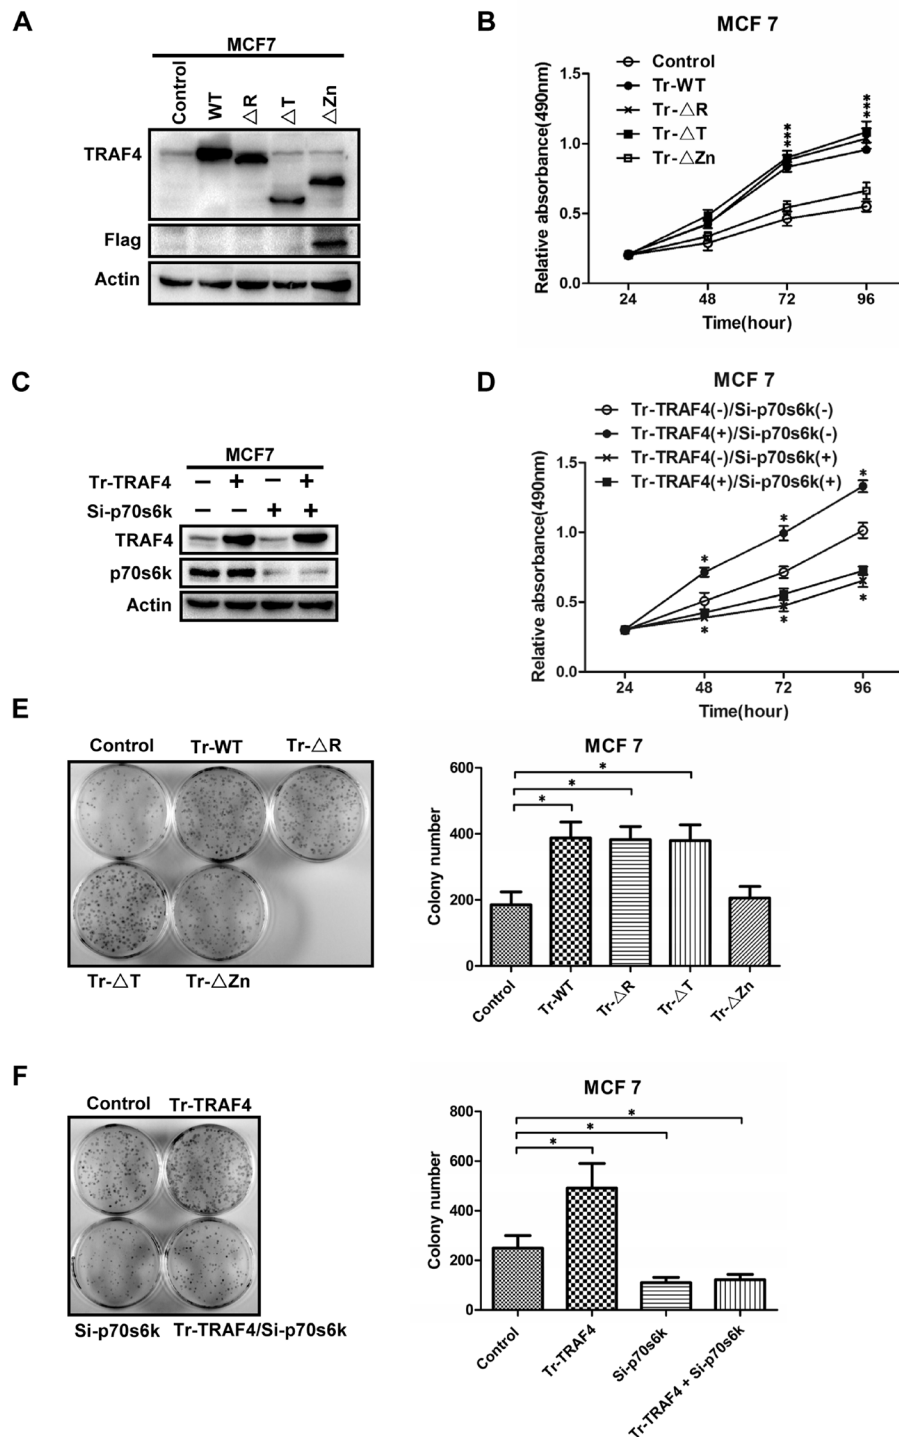 A
MCF7
Control
WT
△R
△T
△Zn
TRAF4
Flag
Actin
B
MCF 7
Control
Tr-WT
Tr-△R
Tr-△T
Tr-△Zn
Relative absorbance(490nm)
1.5
1.0
0.5
0.0
***
***
24 48 72 96
Time(hour)
C
MCF7
Tr-TRAF4 − + − +
Si-p70s6k − − + +
TRAF4
p70s6k
Actin
D
MCF 7
Tr-TRAF4(-)/Si-p70s6k(-)
Tr-TRAF4(+)/Si-p70s6k(-)
Tr-TRAF4(-)/Si-p70s6k(+)
Tr-TRAF4(+)/Si-p70s6k(+)
Relative absorbance(490nm)
1.5
1.0
0.5
0.0
* * *
* * *
24 48 72 96
Time(hour)
E
Control Tr-WT Tr-△R
Tr-△T Tr-△Zn
MCF 7
Colony number
600
400
200
0
*
*
*
Control
Tr-WT
Tr-△R
Tr-△T
Tr-△Zn
F
Control Tr-TRAF4
Si-p70s6k Tr-TRAF4/Si-p70s6k
MCF 7
Colony number
800
600
400
200
0
*
*
*
Control
Tr-TRAF4
Si-p70s6k
Tr-TRAF4 + Si-p70s6k